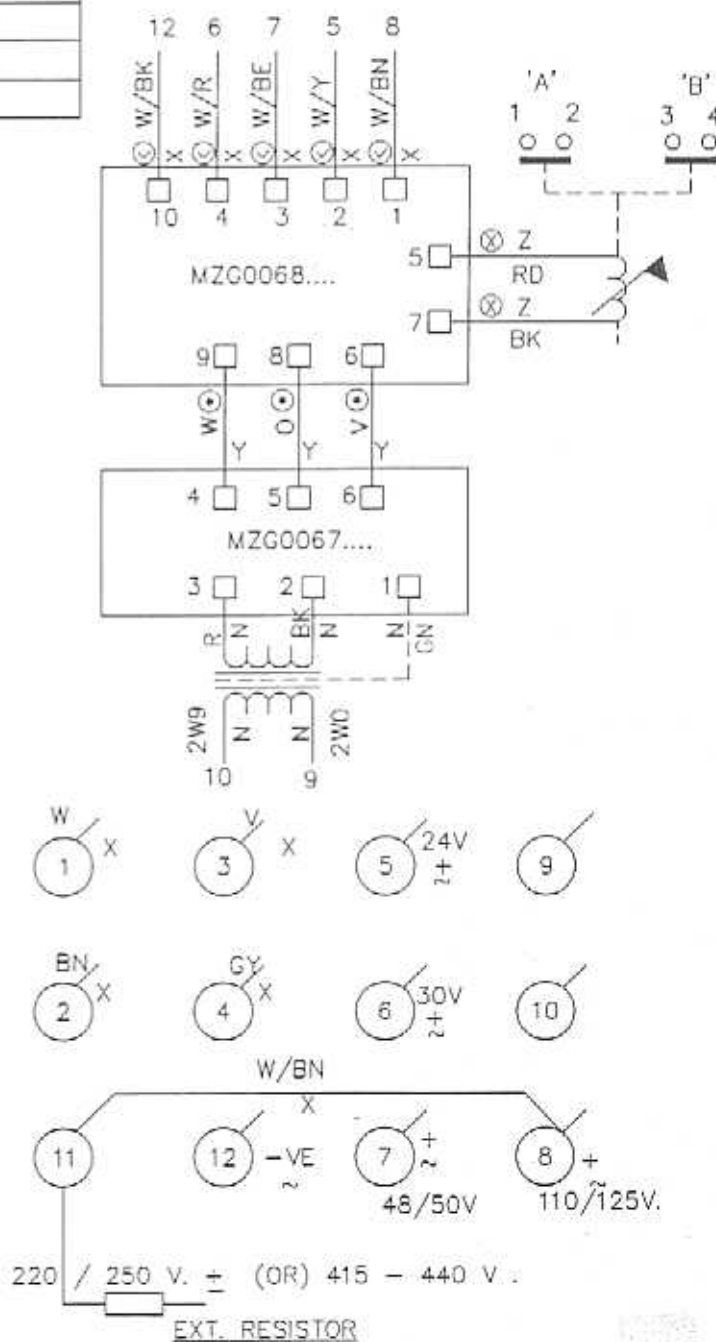 12 6 7 5 8
W/BK W/R W/BE W/Y W/BN
X X X X X
'A' 'B'
1 2 3 4
10 4 3 2 1
MZG0068....
5 X Z
RD
7 X Z
BK
9 8 6
W O V
Y Y Y
4 5 6
MZG0067....
3 2 1
R N BK N N GN
2W9 N N 2W0
10 9
W V
1 X 3 X 5 24V 9
BN GY
2 X 4 X 6 30V 10
W/BN
X
11 12 -VE 7 + 8 +
~ ~ ~
48/50V 110/125V.
220 / 250 V. ± (OR) 415 - 440 V .
EXT. RESISTOR